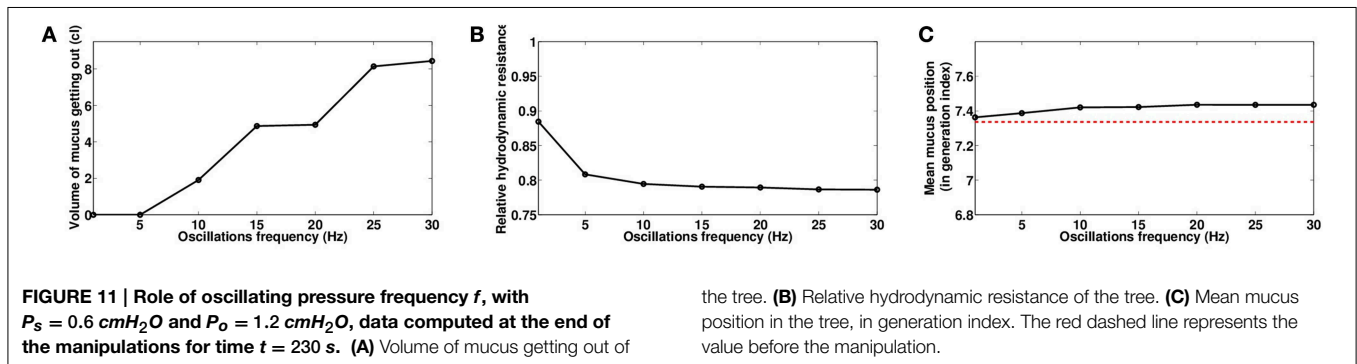 A
Volume of mucus getting out (cl)
8
6
4
2
0
5
10
15
20
25
30
Oscillations frequency (Hz)
B
Relative hydrodynamic resistance
1
0.95
0.9
0.85
0.8
0.75
5
10
15
20
25
30
Oscillations frequency (Hz)
C
Mean mucus position
(in generation index)
7.6
7.4
7.2
7
6.8
5
10
15
20
25
30
Oscillations frequency (Hz)
FIGURE 11 | Role of oscillating pressure frequency f, with
Ps = 0.6 cmH2O and Po = 1.2 cmH2O, data computed at the end of
the manipulations for time t = 230 s. (A) Volume of mucus getting out of
the tree. (B) Relative hydrodynamic resistance of the tree. (C) Mean mucus
position in the tree, in generation index. The red dashed line represents the
value before the manipulation.